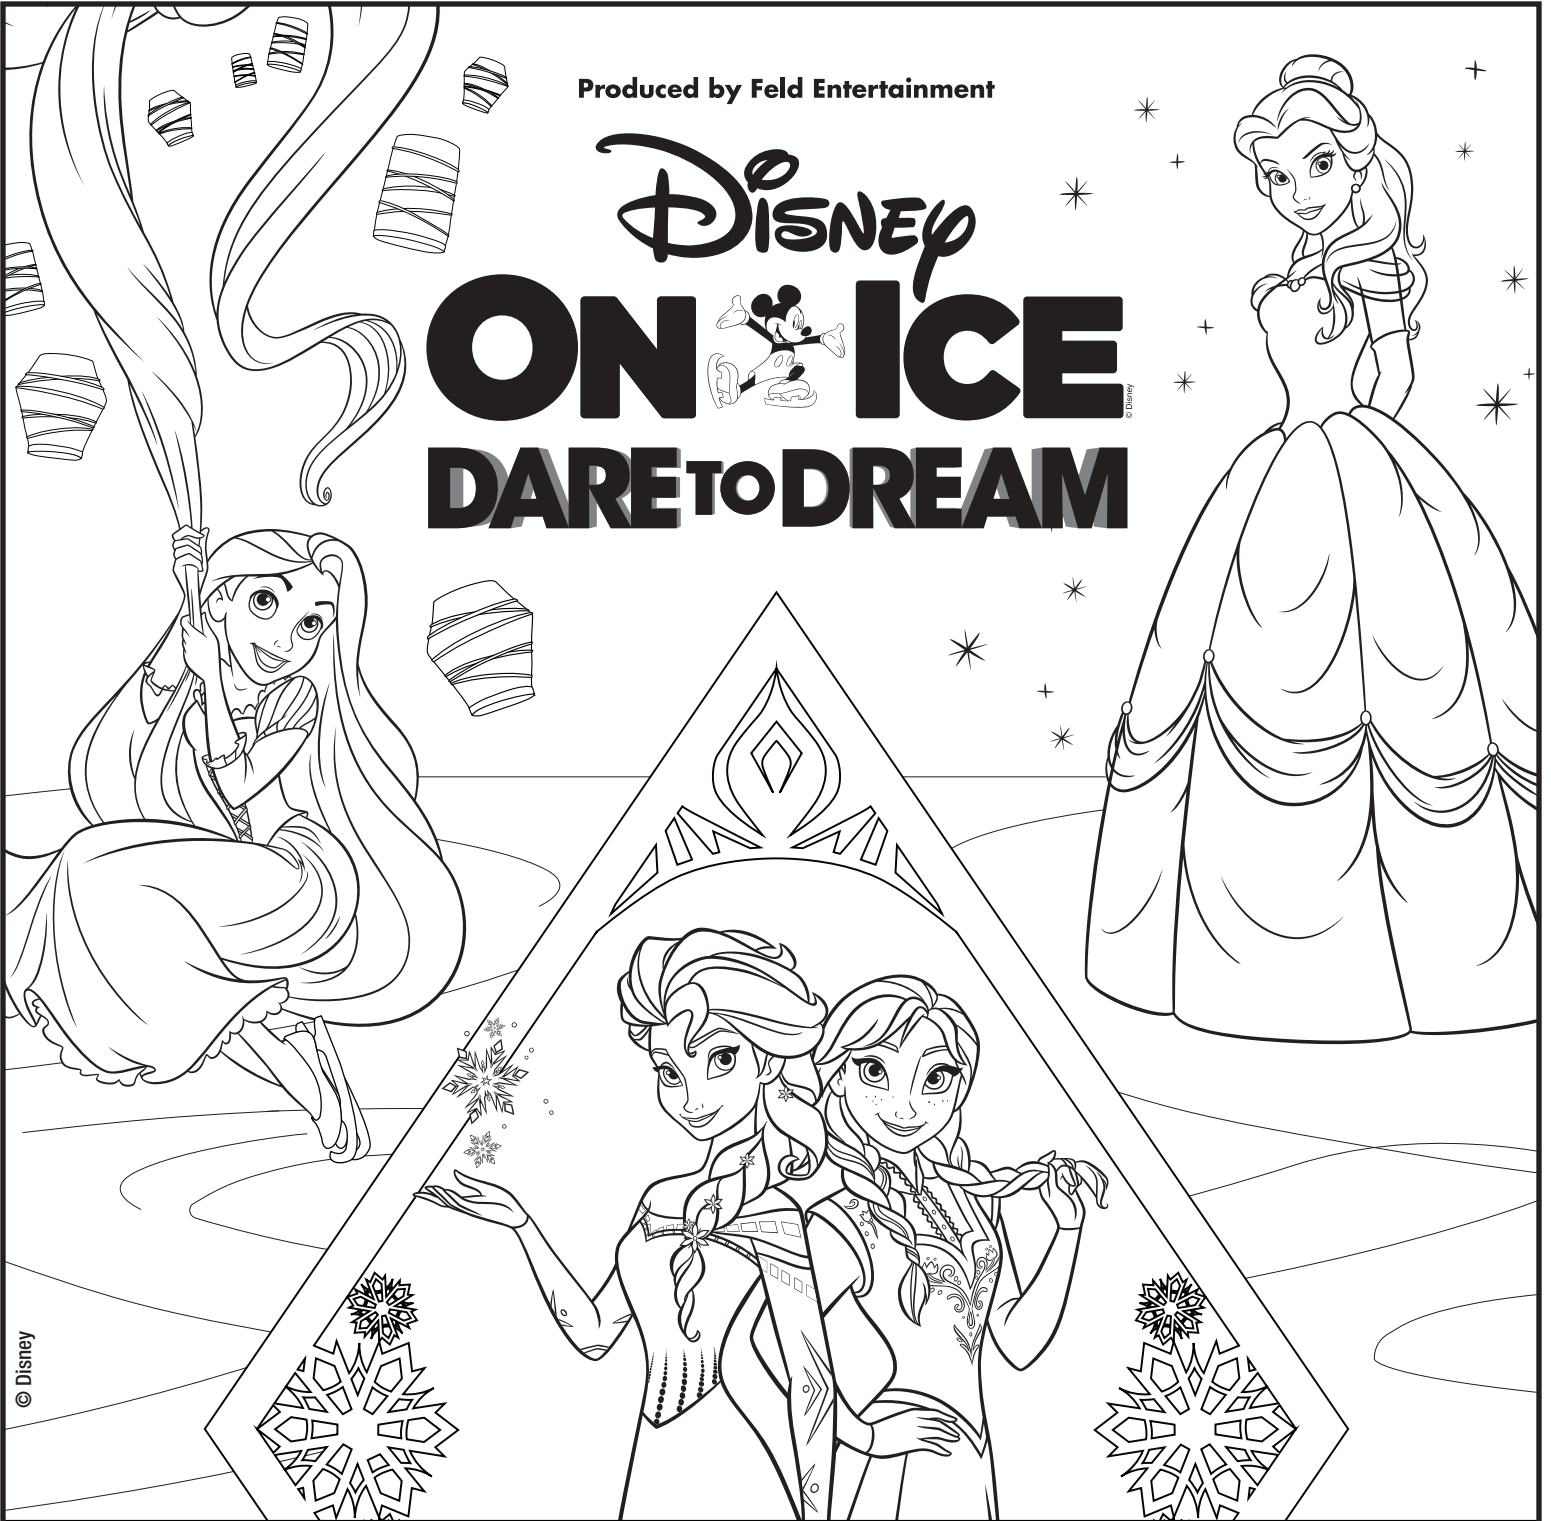 Produced by Feld Entertainment
Disney
ON ICE
© Disney
DARE TO DREAM
© Disney